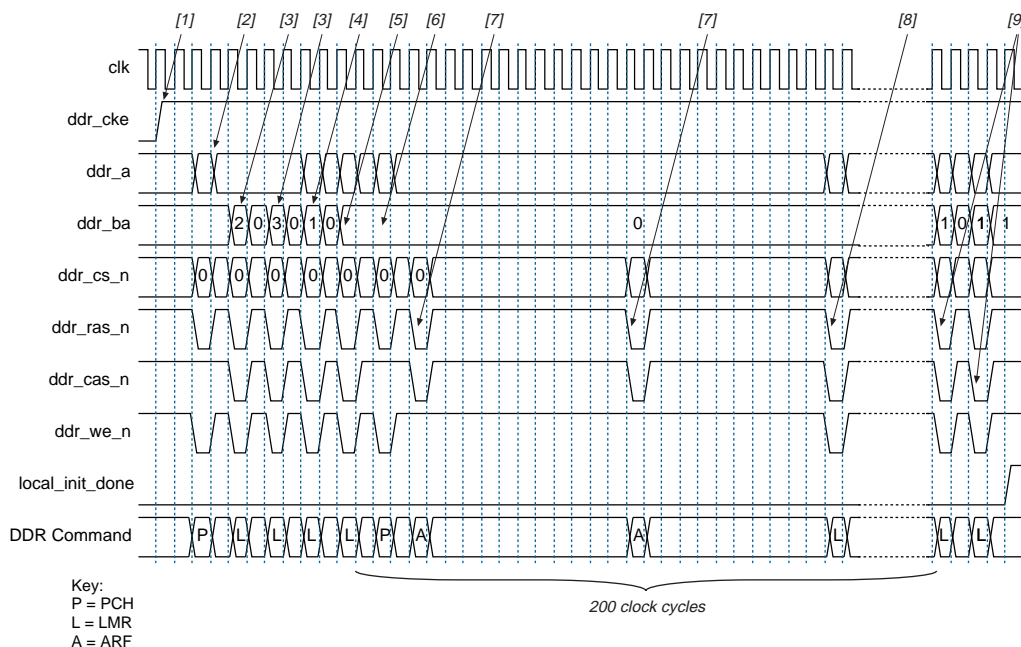 [1] [2] [3] [3] [4] [5] [6] [7] [7] [8] [9
clk
ddr_cke
ddr_a
ddr_ba 2 0 3 0 1 0 0 1 0 1 1
ddr_cs_n 0 0 0 0 0 0 0
ddr_ras_n
ddr_cas_n
ddr_we_n
local_init_done
DDR Command P L L L L P A A L L L
Key:
P = PCH
L = LMR
A = ARF
200 clock cycles